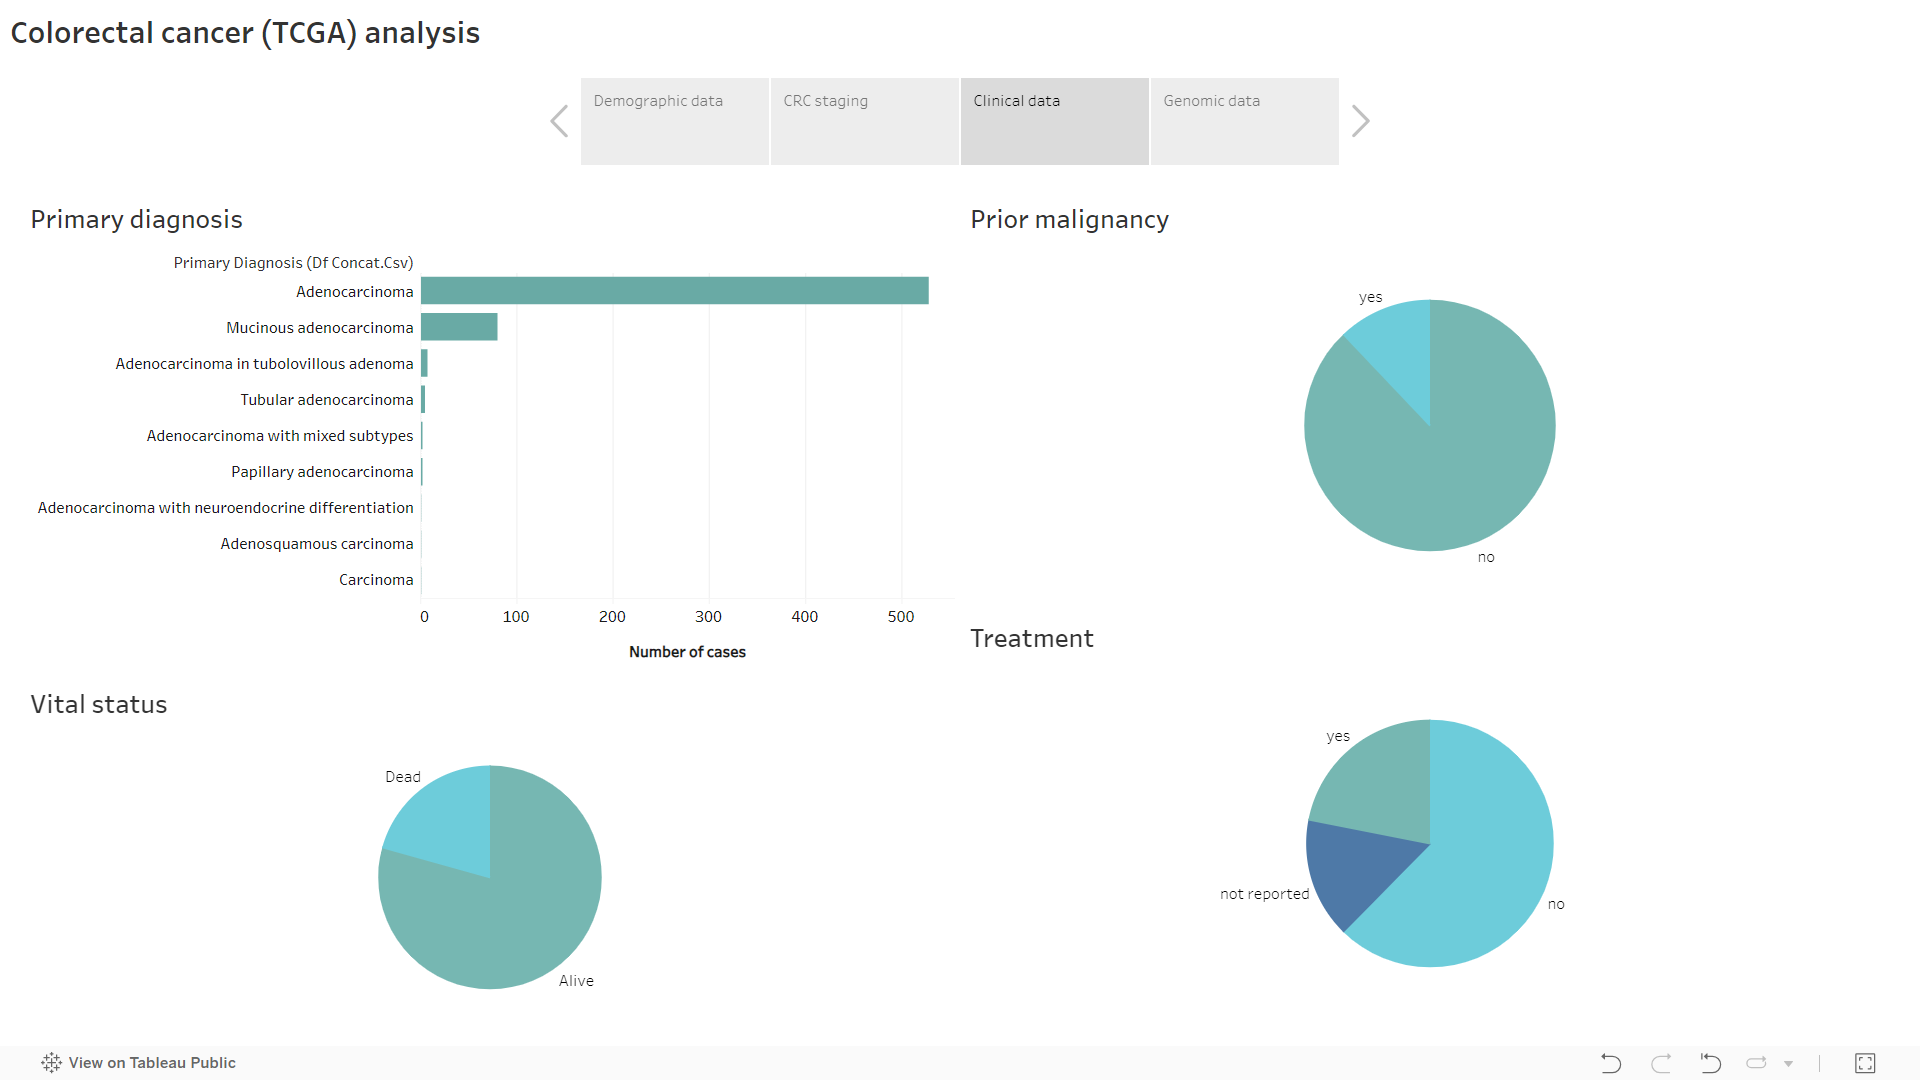 Colorectal cancer (TCGA) analysis
Demographic data
CRC staging
Clinical data
Genomic data
Primary diagnosis
Primary Diagnosis (Df Concat.Csv)
Adenocarcinoma
Mucinous adenocarcinoma
Adenocarcinoma in tubolovillous adenoma
Tubular adenocarcinoma
Adenocarcinoma with mixed subtypes
Papillary adenocarcinoma
Adenocarcinoma with neuroendocrine differentiation
Adenosquamous carcinoma
Carcinoma
0 100 200 300 400 500
Number of cases
Prior malignancy
yes
no
Treatment
yes
not reported
no
Vital status
Dead
Alive
View on Tableau Public